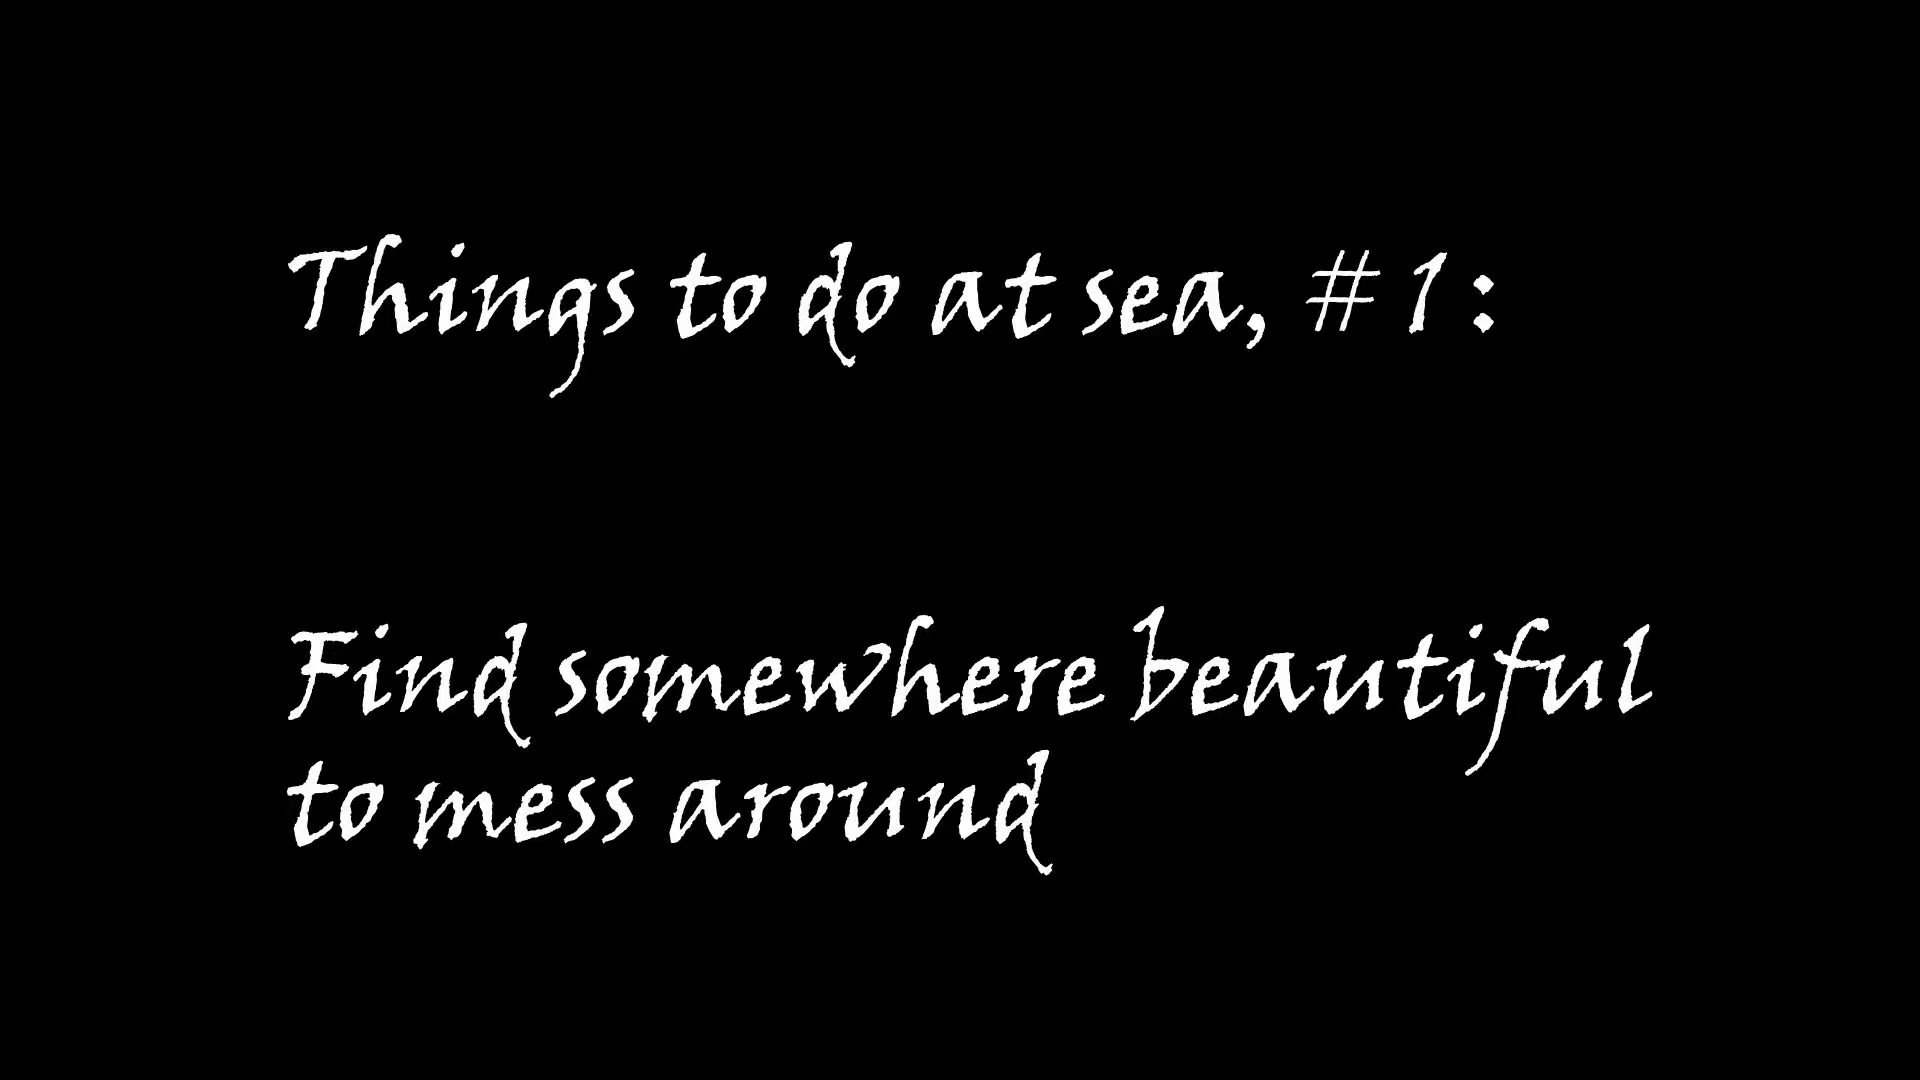 Things to do at sea, #1:
Find somewhere beautiful
to mess around